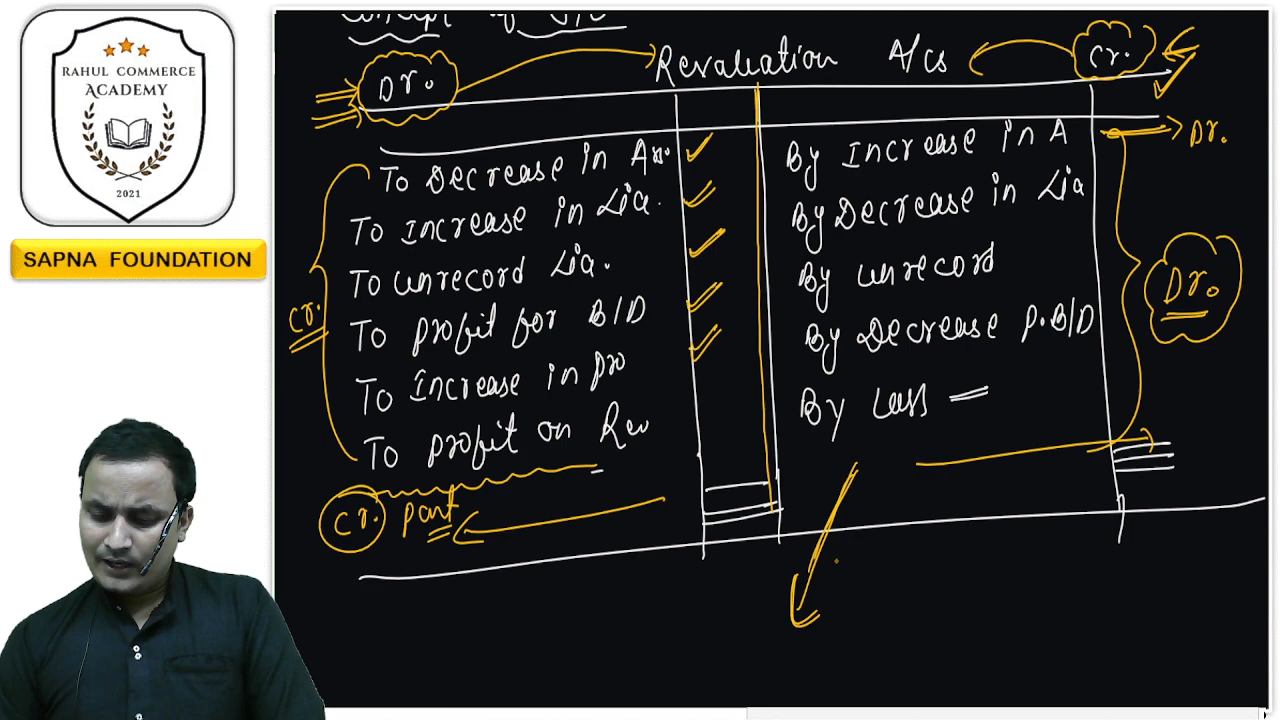 Concept of
RAHUL COMMERCE
ACADEMY
2021
SAPNA FOUNDATION
Dr.
Revaluation A/cs
Cr.
Dr.
To Decrease in Ass.
To Increase in Lia.
To unrecord Lia.
To profit for B/D
To Increase in pro
To profit on Rev
Cr.
Cr. part
By Increase in A
By Decrease in Lia
By unrecord
By Decrease P.B/D
By Loss
Dr.